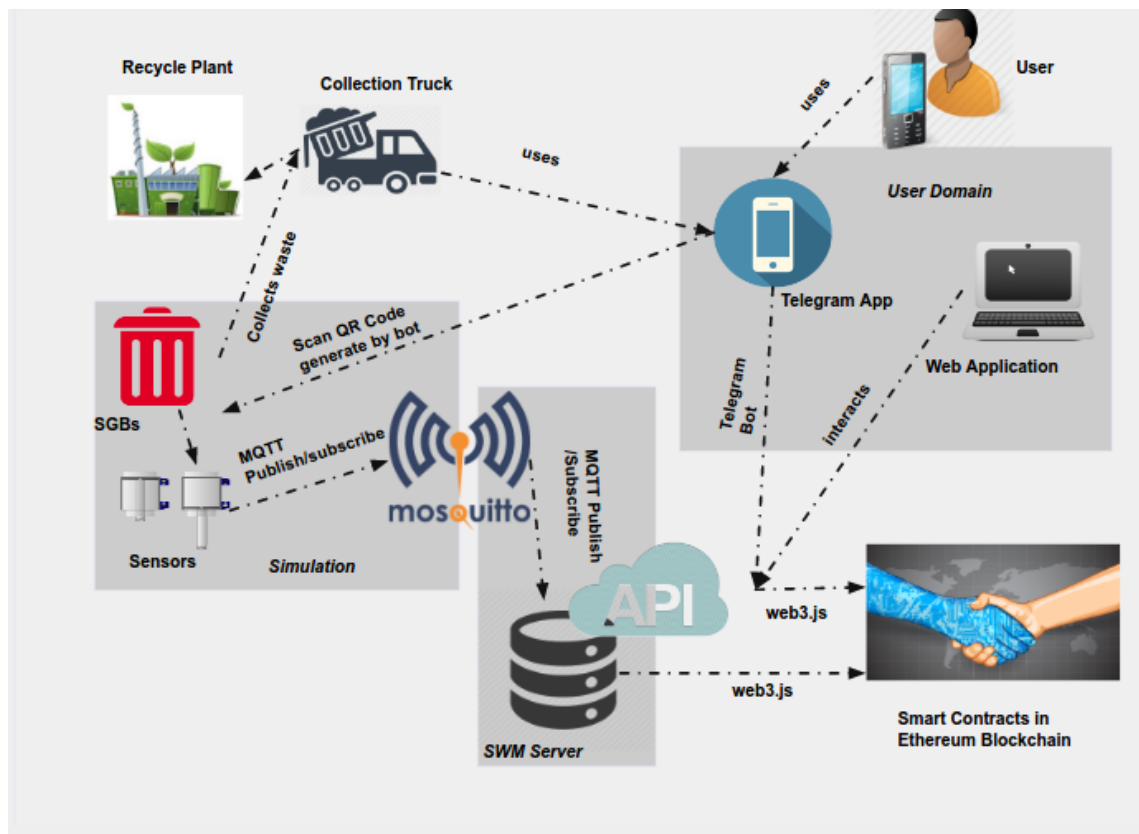 Recycle Plant
Collection Truck
User
uses
uses
User Domain
Telegram App
Web Application
Collects waste
Scan QR Code
generate by bot
SGBs
MQTT
Publish/subscribe
mosquitto
Sensors
Simulation
MQTT Publish
/Subscribe
Telegram
Bot
interacts
API
web3.js
web3.js
SWM Server
Smart Contracts in
Ethereum Blockchain